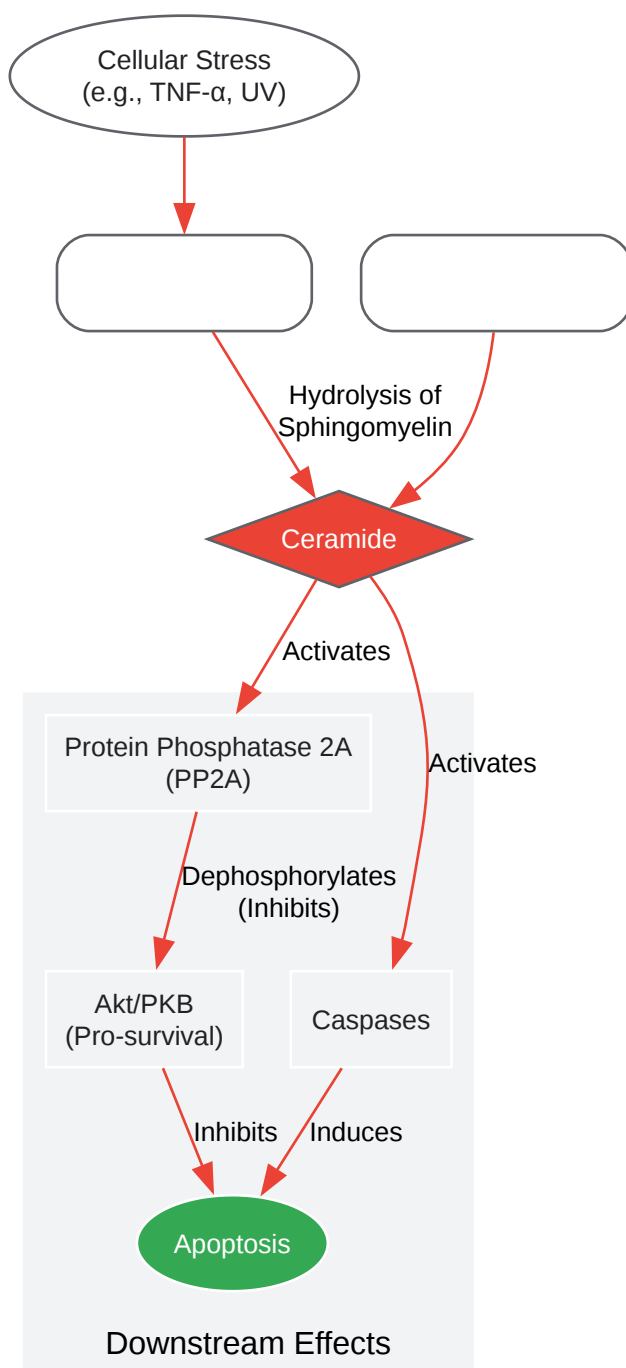 Cellular Stress
(e.g., TNF-α, UV)
Hydrolysis of
Sphingomyelin
Ceramide
Activates
Protein Phosphatase 2A
(PP2A)
Activates
Dephosphorylates
(Inhibits)
Akt/PKB
(Pro-survival)
Caspases
Inhibits
Induces
Apoptosis
Downstream Effects